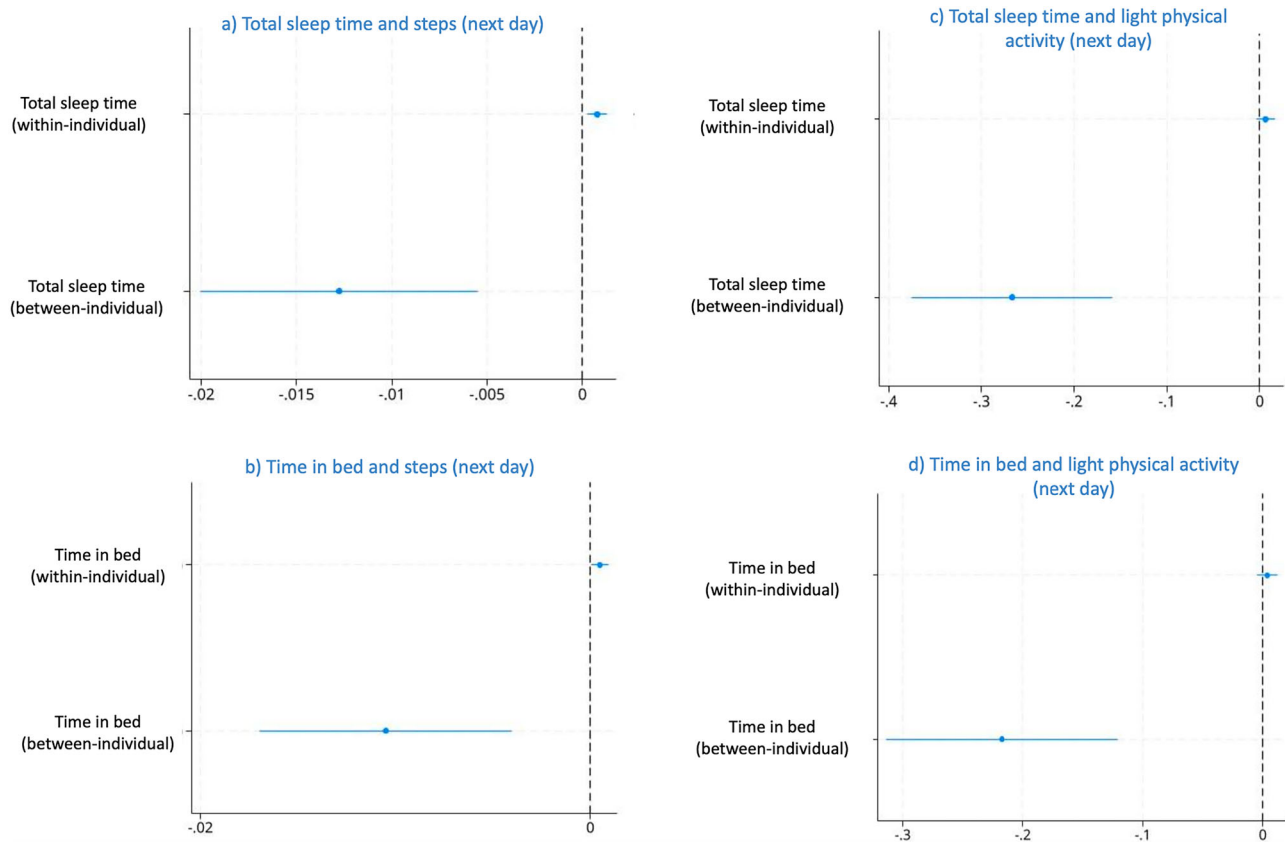 a) Total sleep time and steps (next day)
Total sleep time
(within-individual)
Total sleep time
(between-individual)
-.02
-.015
-.01
-.005
0
c) Total sleep time and light physical
activity (next day)
Total sleep time
(within-individual)
Total sleep time
(between-individual)
-.4
-.3
-.2
-.1
0
b) Time in bed and steps (next day)
Time in bed
(within-individual)
Time in bed
(between-individual)
-.02
0
d) Time in bed and light physical activity
(next day)
Time in bed
(within-individual)
Time in bed
(between-individual)
-.3
-.2
-.1
0